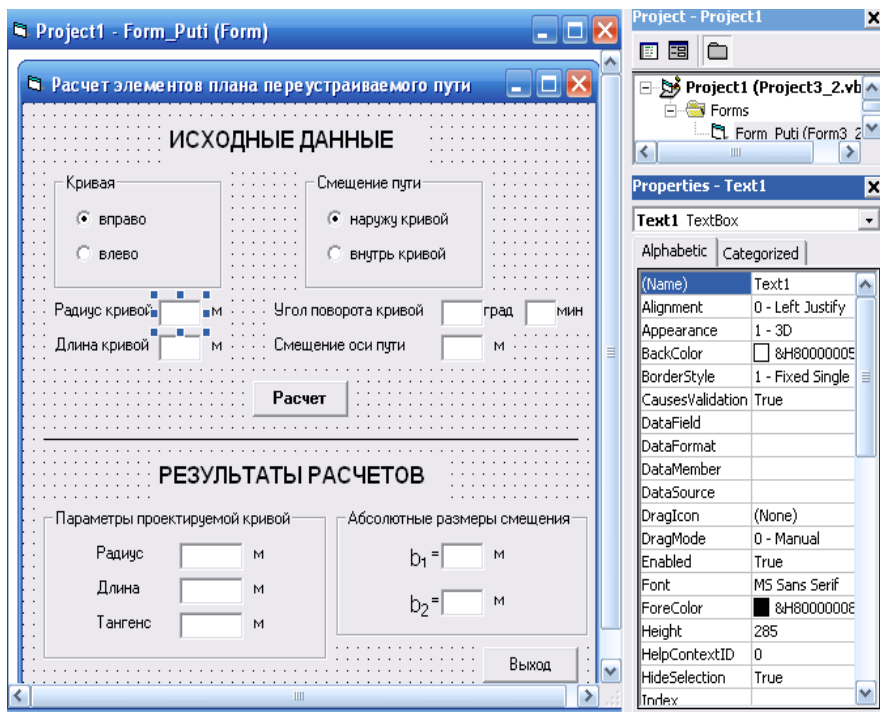 Project1 - Form_Puti (Form)
Расчет элементов плана переустраиваемого пути
ИСХОДНЫЕ ДАННЫЕ
Кривая
вправо
влево
Смещение пути
наружу кривой
внутрь кривой
Радиус кривой м Угол поворота кривой град мин
Длина кривой м Смещение оси пути м
Расчет
РЕЗУЛЬТАТЫ РАСЧЕТОВ
Параметры проектируемой кривой
Радиус м
Длина м
Тангенс м
Абсолютные размеры смещения
b1= м
b2= м
Выход
Project - Project1
Project1 (Project3_2.vb
Forms
Form_Puti (Form3_2
Properties - Text1
Text1 TextBox
Alphabetic Categorized
(Name) Text1
Alignment 0 - Left Justify
Appearance 1 - 3D
BackColor &H80000005
BorderStyle 1 - Fixed Single
CausesValidation True
DataField
DataFormat
DataMember
DataSource
DragIcon (None)
DragMode 0 - Manual
Enabled True
Font MS Sans Serif
ForeColor &H80000008
Height 285
HelpContextID 0
HideSelection True
Index